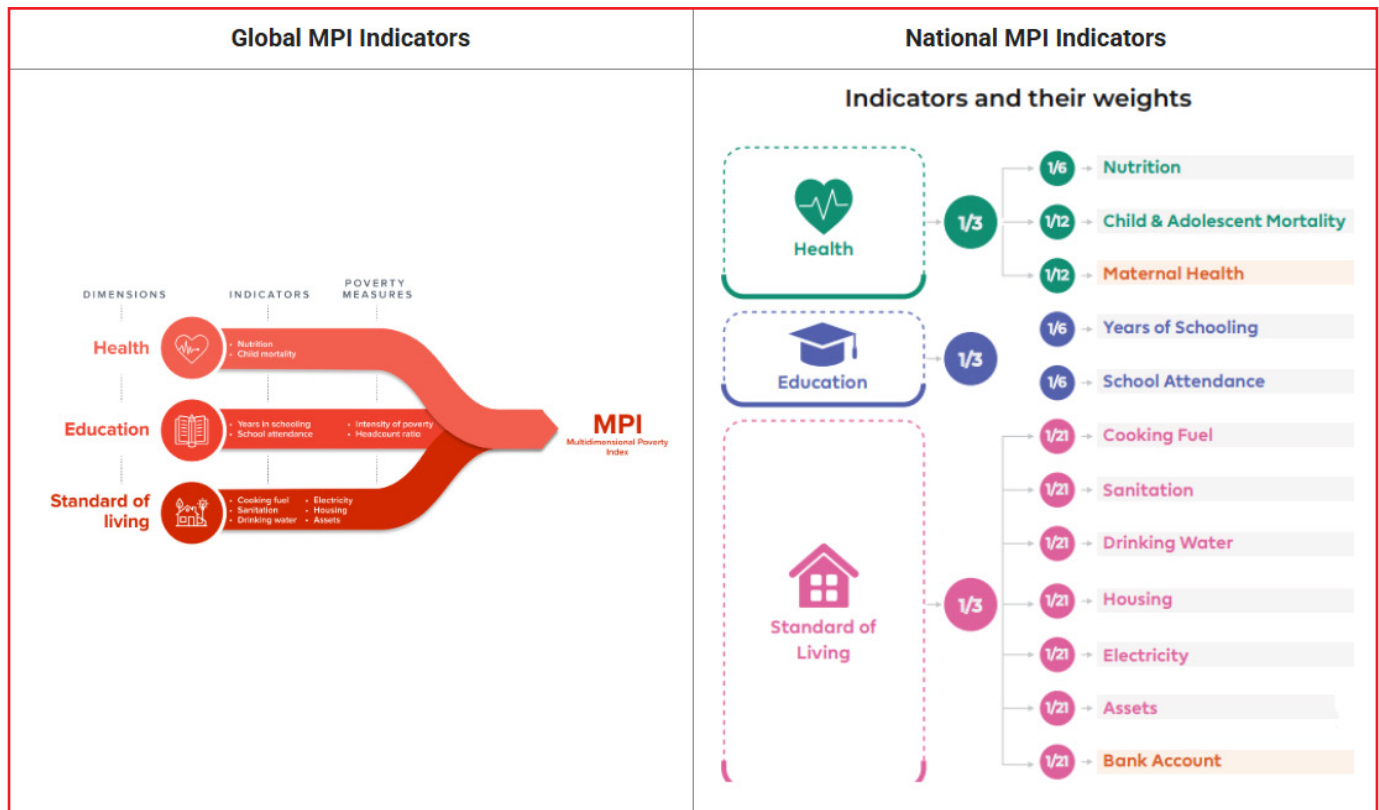 Global MPI Indicators
National MPI Indicators
DIMENSIONS
INDICATORS
POVERTY
MEASURES
Health
• Nutrition
• Child mortality
Education
• Years in schooling
• School attendance
• Intensity of poverty
• Headcount ratio
Standard of
living
• Cooking fuel
• Sanitation
• Drinking water
• Electricity
• Housing
• Assets
MPI
Multidimensional Poverty
Index
Indicators and their weights
Health
1/3
1/6 Nutrition
1/12 Child & Adolescent Mortality
1/12 Maternal Health
Education
1/3
1/6 Years of Schooling
1/6 School Attendance
Standard of
Living
1/3
1/21 Cooking Fuel
1/21 Sanitation
1/21 Drinking Water
1/21 Housing
1/21 Electricity
1/21 Assets
1/21 Bank Account